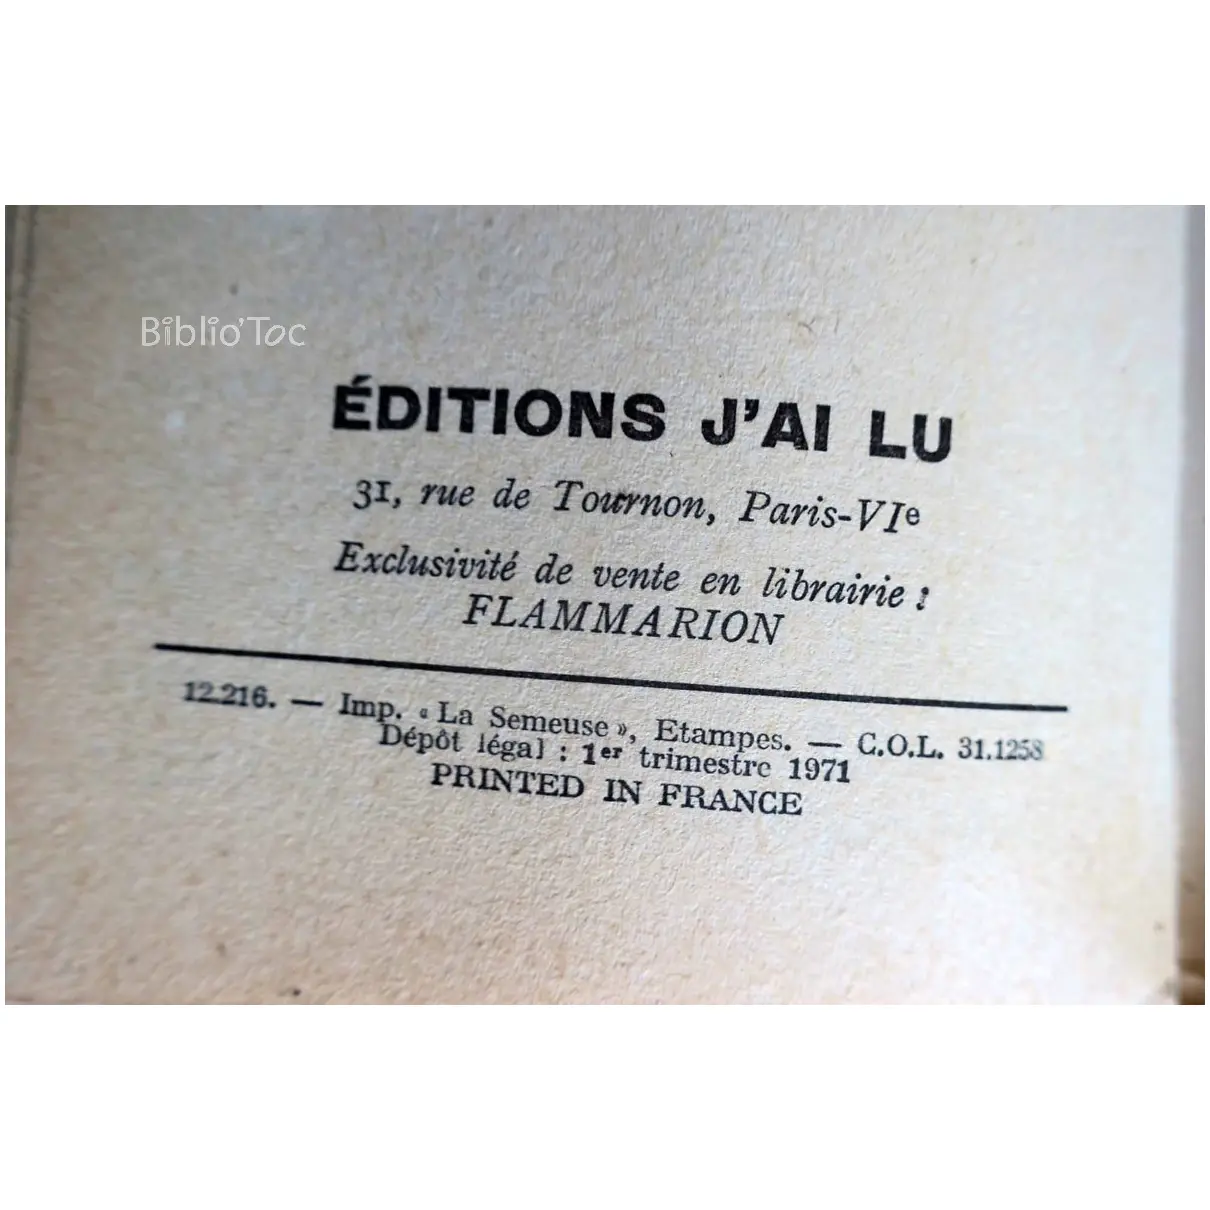 Biblio'Toc
ÉDITIONS J'AI LU
31, rue de Tournon, Paris-VIe
Exclusivité de vente en librairie :
FLAMMARION
12.216. — Imp. « La Semeuse », Etampes. — C.O.L. 31.1258
Dépôt légal : 1er trimestre 1971
PRINTED IN FRANCE